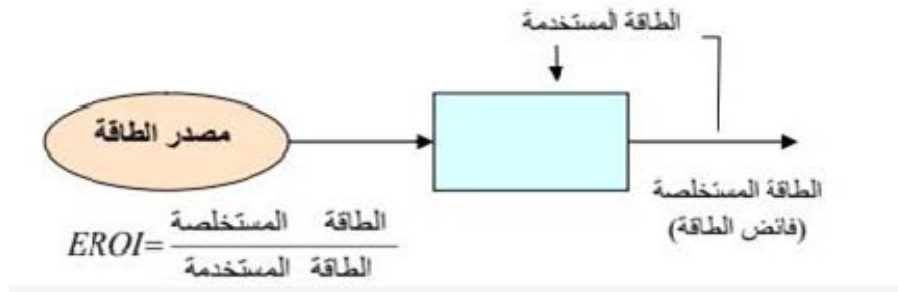 الطاقة المستخدمة
مصدر الطاقة
الطاقة المستخلصة
(فائض الطاقة)
EROI= الطاقة المستخلصة
الطاقة المستخدمة